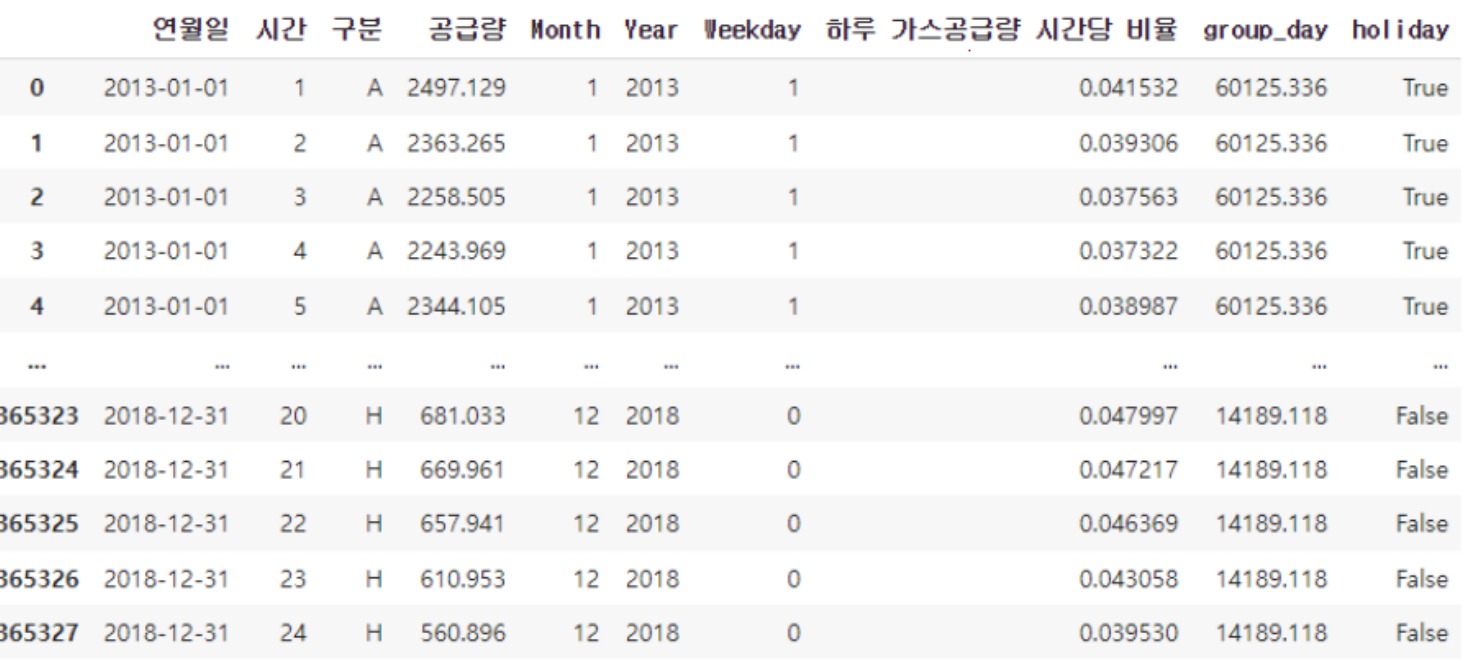 연월일 시간 구분 공급량 Month Year Weekday 하루 가스공급량 시간당 비율 group_day holiday
0 2013-01-01 1 A 2497.129 1 2013 1 0.041532 60125.336 True
1 2013-01-01 2 A 2363.265 1 2013 1 0.039306 60125.336 True
2 2013-01-01 3 A 2258.505 1 2013 1 0.037563 60125.336 True
3 2013-01-01 4 A 2243.969 1 2013 1 0.037322 60125.336 True
4 2013-01-01 5 A 2344.105 1 2013 1 0.038987 60125.336 True
... ... ... ... ... ... ... ... ... ... ...
365323 2018-12-31 20 H 681.033 12 2018 0 0.047997 14189.118 False
365324 2018-12-31 21 H 669.961 12 2018 0 0.047217 14189.118 False
365325 2018-12-31 22 H 657.941 12 2018 0 0.046369 14189.118 False
365326 2018-12-31 23 H 610.953 12 2018 0 0.043058 14189.118 False
365327 2018-12-31 24 H 560.896 12 2018 0 0.039530 14189.118 False